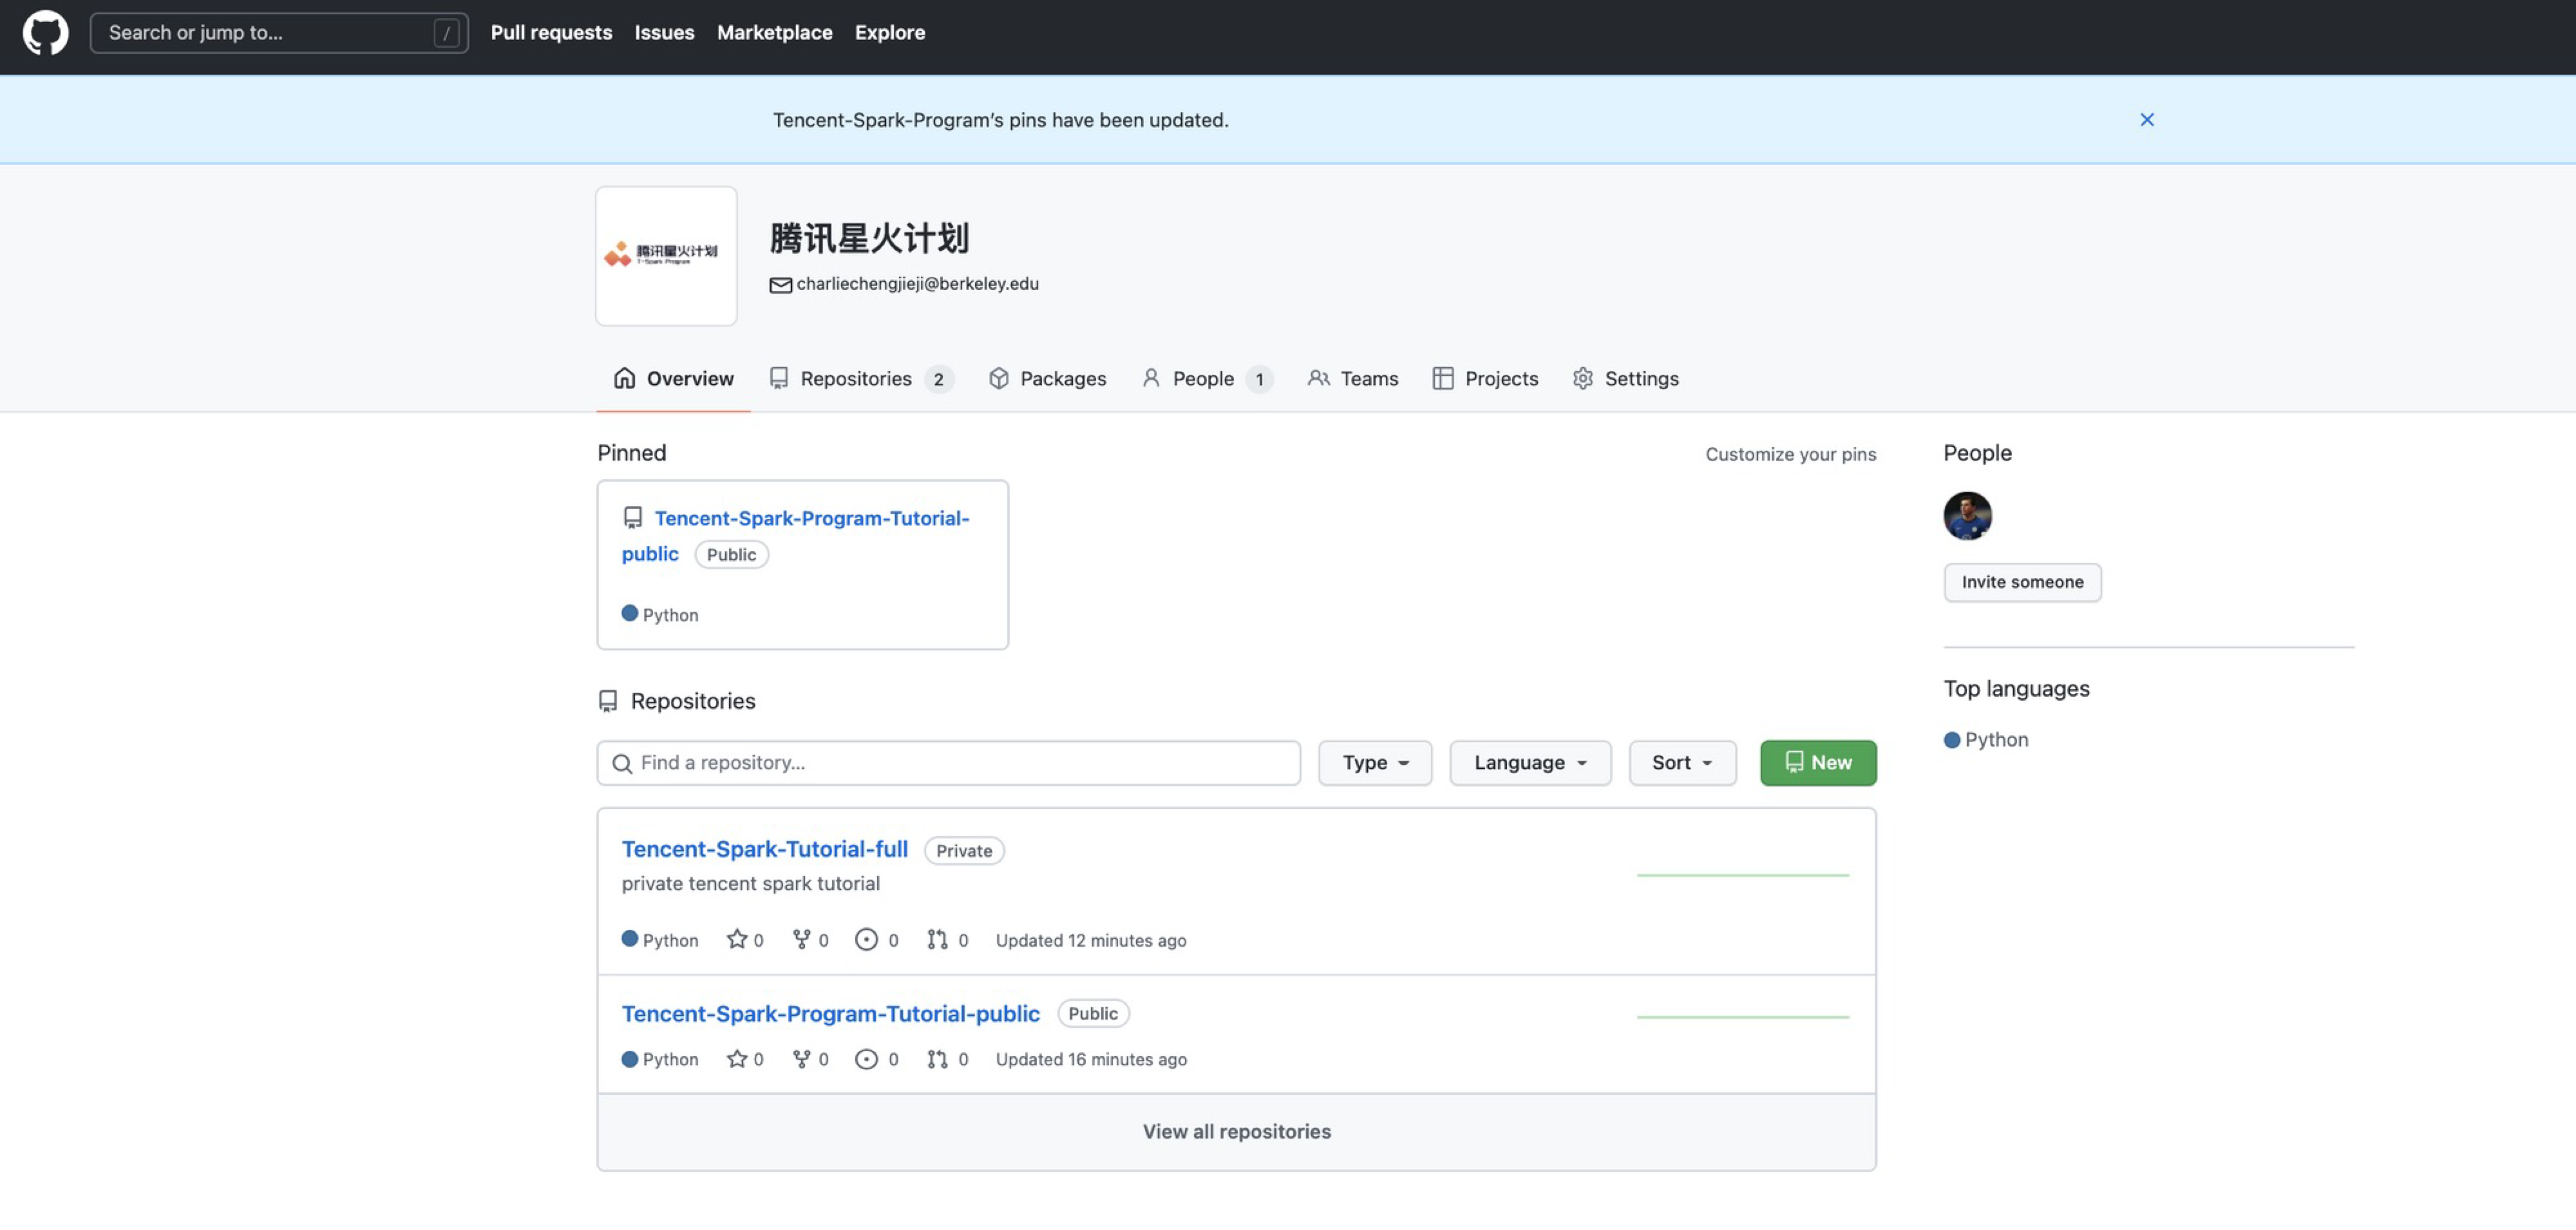 Search or jump to... /
Pull requests Issues Marketplace Explore
Tencent-Spark-Program's pins have been updated.
腾讯星火计划
T-Spark Program
腾讯星火计划
charliechengjieji@berkeley.edu
Overview Repositories 2 Packages People 1 Teams Projects Settings
Pinned
Customize your pins
Tencent-Spark-Program-Tutorial-
public Public
Python
Repositories
Find a repository...
Type Language Sort New
Tencent-Spark-Tutorial-full Private
private tencent spark tutorial
Python 0 0 0 0 Updated 12 minutes ago
Tencent-Spark-Program-Tutorial-public Public
Python 0 0 0 0 Updated 16 minutes ago
View all repositories
People
Invite someone
Top languages
Python